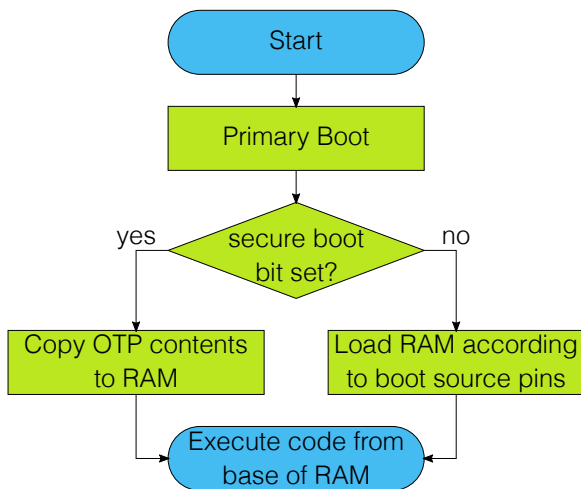 Start
Primary Boot
yes
secure boot
bit set?
no
Copy OTP contents
to RAM
Load RAM according
to boot source pins
Execute code from
base of RAM